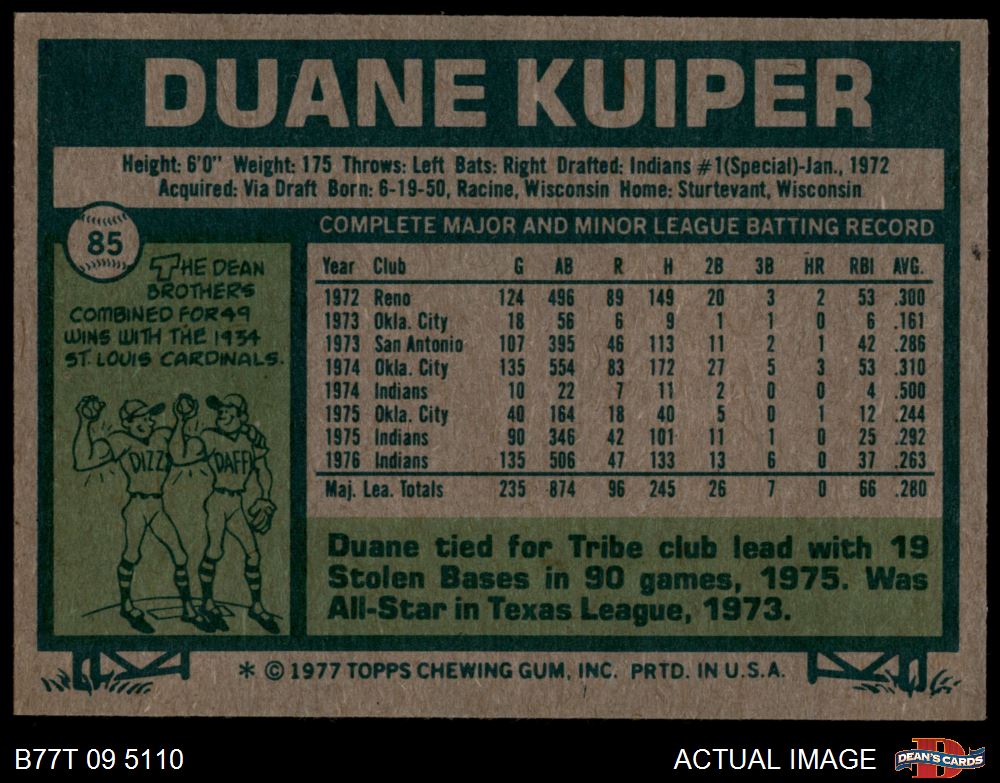 DUANE KUIPER
Height: 6'0" Weight: 175 Throws: Left Bats: Right Drafted: Indians #1(Special)-Jan., 1972
Acquired: Via Draft Born: 6-19-50, Racine, Wisconsin Home: Sturtevant, Wisconsin
85
THE DEAN
BROTHERS
COMBINED FOR 49
WINS WITH THE 1934
ST. LOUIS CARDINALS.
DIZZ
DAFF
COMPLETE MAJOR AND MINOR LEAGUE BATTING RECORD
Year Club G AB R H 2B 3B HR RBI AVG.
1972 Reno 124 496 89 149 20 3 2 53 .300
1973 Okla. City 18 56 6 9 1 1 0 6 .161
1973 San Antonio 107 395 46 113 11 2 1 42 .286
1974 Okla. City 135 554 83 172 27 5 3 53 .310
1974 Indians 10 22 7 11 2 0 0 4 .500
1975 Okla. City 40 164 18 40 5 0 1 12 .244
1975 Indians 90 346 42 101 11 1 0 25 .292
1976 Indians 135 506 47 133 13 6 0 37 .263
Maj. Lea. Totals 235 874 96 245 26 7 0 66 .280
Duane tied for Tribe club lead with 19
Stolen Bases in 90 games, 1975. Was
All-Star in Texas League, 1973.
* © 1977 TOPPS CHEWING GUM, INC. PRTD. IN U.S.A.
B77T 09 5110
ACTUAL IMAGE
D
DEAN'S CARDS